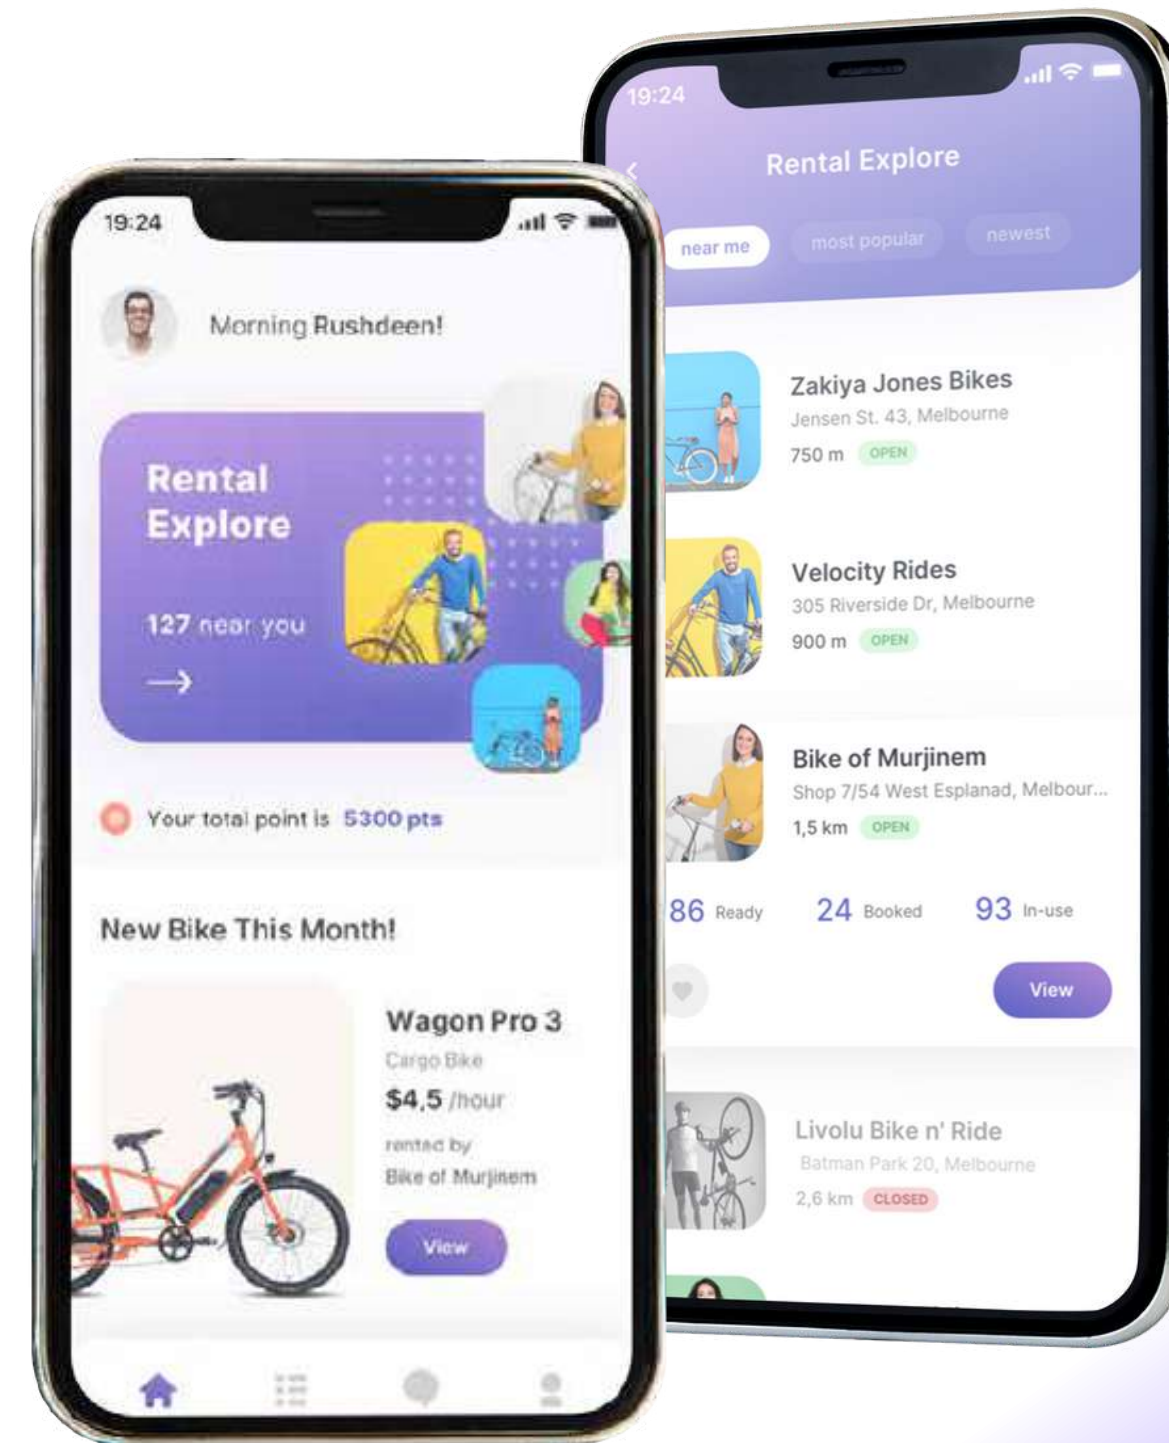 19:24
Morning Rushdeen!
Rental
Explore
127 near you
Your total point is 5300 pts
New Bike This Month!
Wagon Pro 3
Cargo Bike
$4,5 /hour
rented by
Bike of Murjinem
View
19:24
Rental Explore
near me
most popular
newest
Zakiya Jones Bikes
Jensen St. 43, Melbourne
750 m OPEN
Velocity Rides
305 Riverside Dr, Melbourne
900 m OPEN
Bike of Murjinem
Shop 7/54 West Esplanad, Melbour...
1,5 km OPEN
86 Ready 24 Booked 93 In-use
View
Livolu Bike n' Ride
Batman Park 20, Melbourne
2,6 km CLOSED